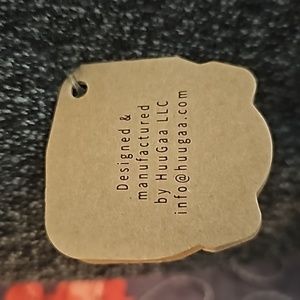 Designed &
manufactured
by HuuGaa LLC
info@huugaa.com